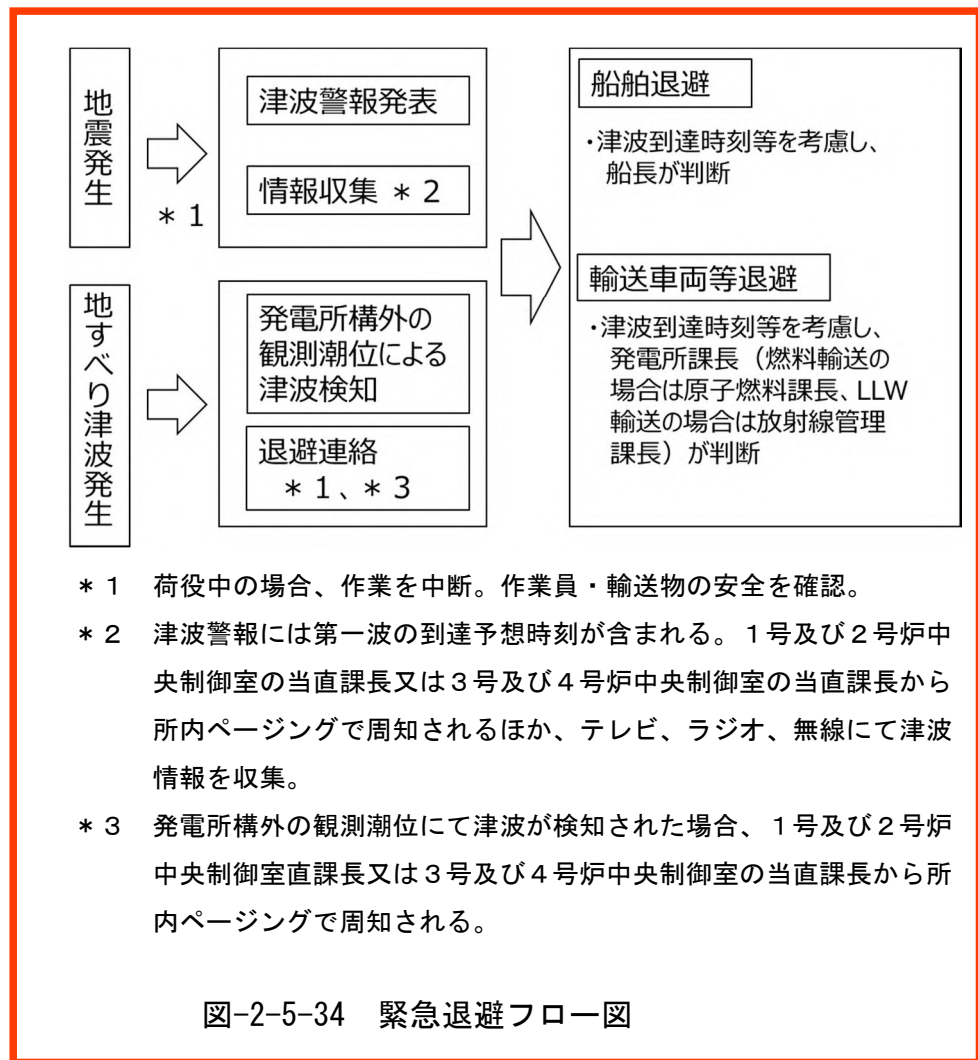 地震発生
＊１
津波警報発表
情報収集 ＊２
地すべり津波発生
発電所構外の
観測潮位による
津波検知
退避連絡
＊１、＊３
船舶退避
・津波到達時刻等を考慮し、
船長が判断
輸送車両等退避
・津波到達時刻等を考慮し、
発電所課長（燃料輸送の
場合は原子燃料課長、LLW
輸送の場合は放射線管理
課長）が判断
＊１　荷役中の場合、作業を中断。作業員・輸送物の安全を確認。
＊２　津波警報には第一波の到達予想時刻が含まれる。１号及び２号炉中
央制御室の当直課長又は３号及び４号炉中央制御室の当直課長から
所内ページングで周知されるほか、テレビ、ラジオ、無線にて津波
情報を収集。
＊３　発電所構外の観測潮位にて津波が検知された場合、１号及び２号炉
中央制御室直課長又は３号及び４号炉中央制御室の当直課長から所
内ページングで周知される。
図-2-5-34　緊急退避フロー図